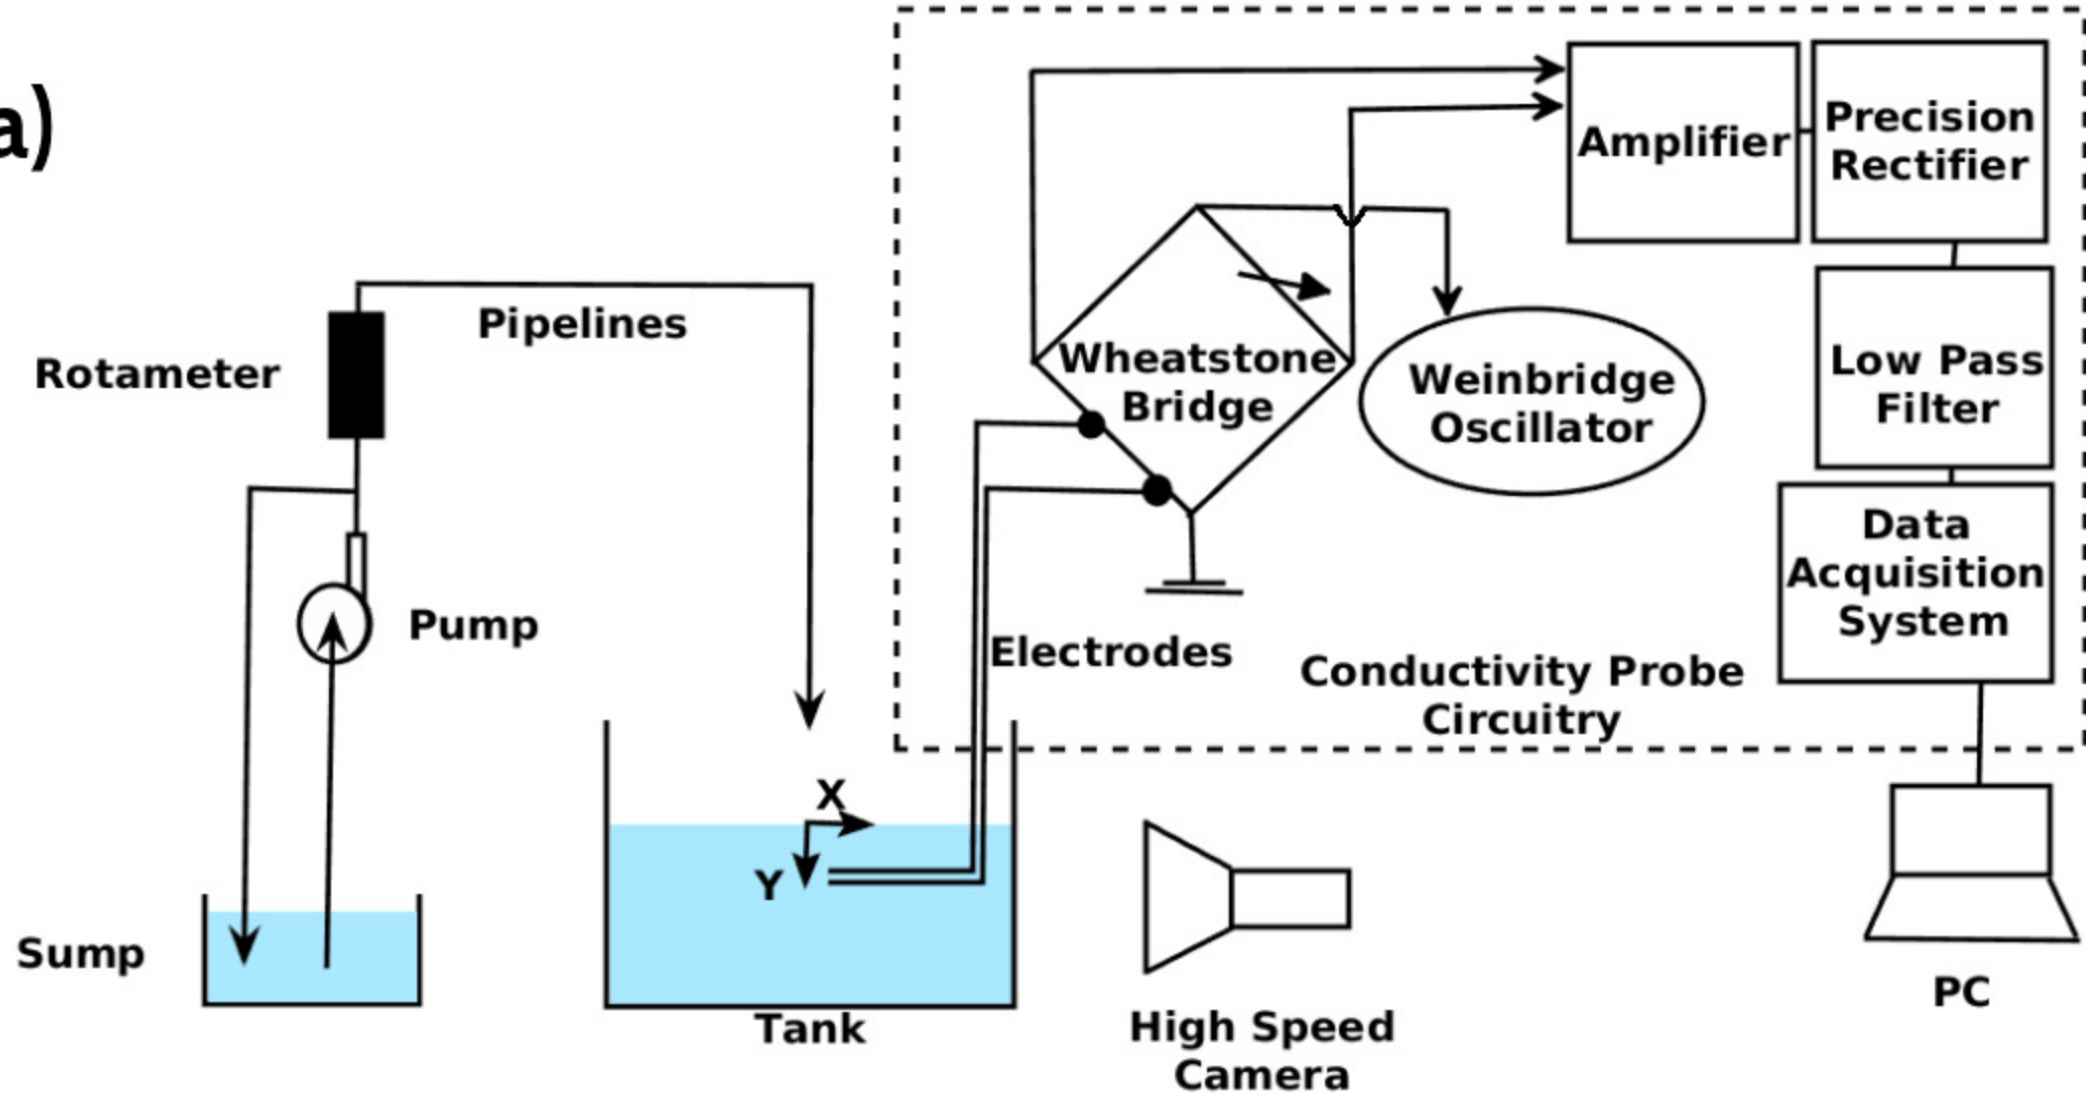 a)
Rotameter
Pipelines
Pump
Sump
X
Y
Tank
Wheatstone
Bridge
Weinbridge
Oscillator
Amplifier
Precision
Rectifier
Low Pass
Filter
Data
Acquisition
System
Electrodes
Conductivity Probe
Circuitry
High Speed
Camera
PC